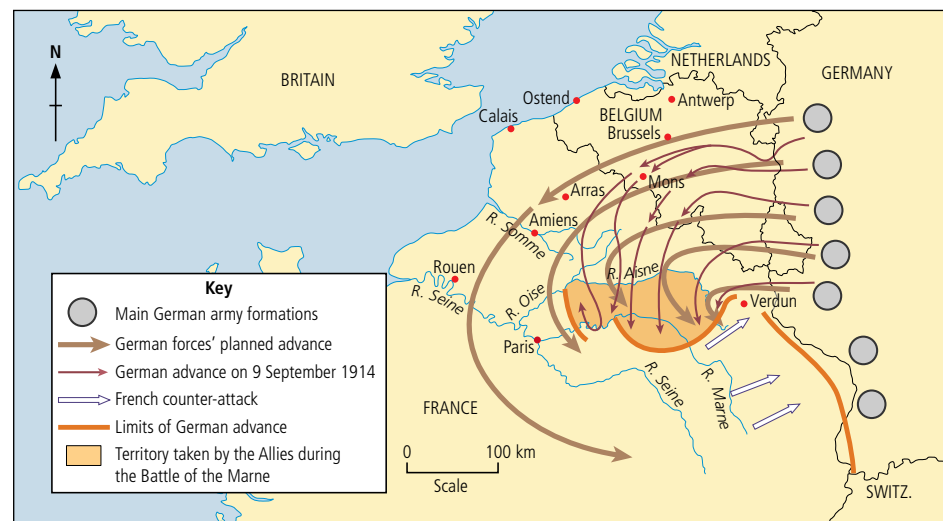 N
BRITAIN
NETHERLANDS
GERMANY
Ostend
Antwerp
Calais
BELGIUM
Brussels
Arras
Mons
Amiens
R. Somme
Rouen
R. Seine
R. Oise
R. Aisne
Verdun
Paris
R. Seine
R. Marne
FRANCE
SWITZ.
0 100 km
Scale
Key
Main German army formations
German forces' planned advance
German advance on 9 September 1914
French counter-attack
Limits of German advance
Territory taken by the Allies during
the Battle of the Marne